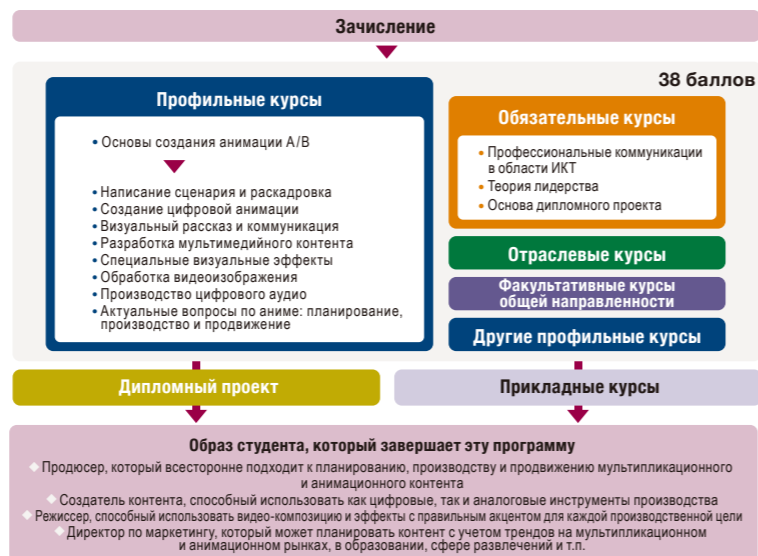 Зачисление
38 баллов
Профильные курсы
• Основы создания анимации A/B
• Написание сценария и раскадровка
• Создание цифровой анимации
• Визуальный рассказ и коммуникация
• Разработка мультимедийного контента
• Специальные визуальные эффекты
• Обработка видеоизображения
• Производство цифрового аудио
• Актуальные вопросы по аниме: планирование,
производство и продвижение
Обязательные курсы
• Профессиональные коммуникации
в области ИКТ
• Теория лидерства
• Основа дипломного проекта
Отраслевые курсы
Факультативные курсы
общей направленности
Другие профильные курсы
Дипломный проект
Прикладные курсы
Образ студента, который завершает эту программу
◆ Продюсер, который всесторонне подходит к планированию, производству и продвижению мультипликационного
и анимационного контента
◆ Создатель контента, способный использовать как цифровые, так и аналоговые инструменты производства
◆ Режиссер, способный использовать видео-композицию и эффекты с правильным акцентом для каждой производственной цели
◆ Директор по маркетингу, который может планировать контент с учетом трендов на мультипликационном
и анимационном рынках, в образовании, сфере развлечений и т.п.